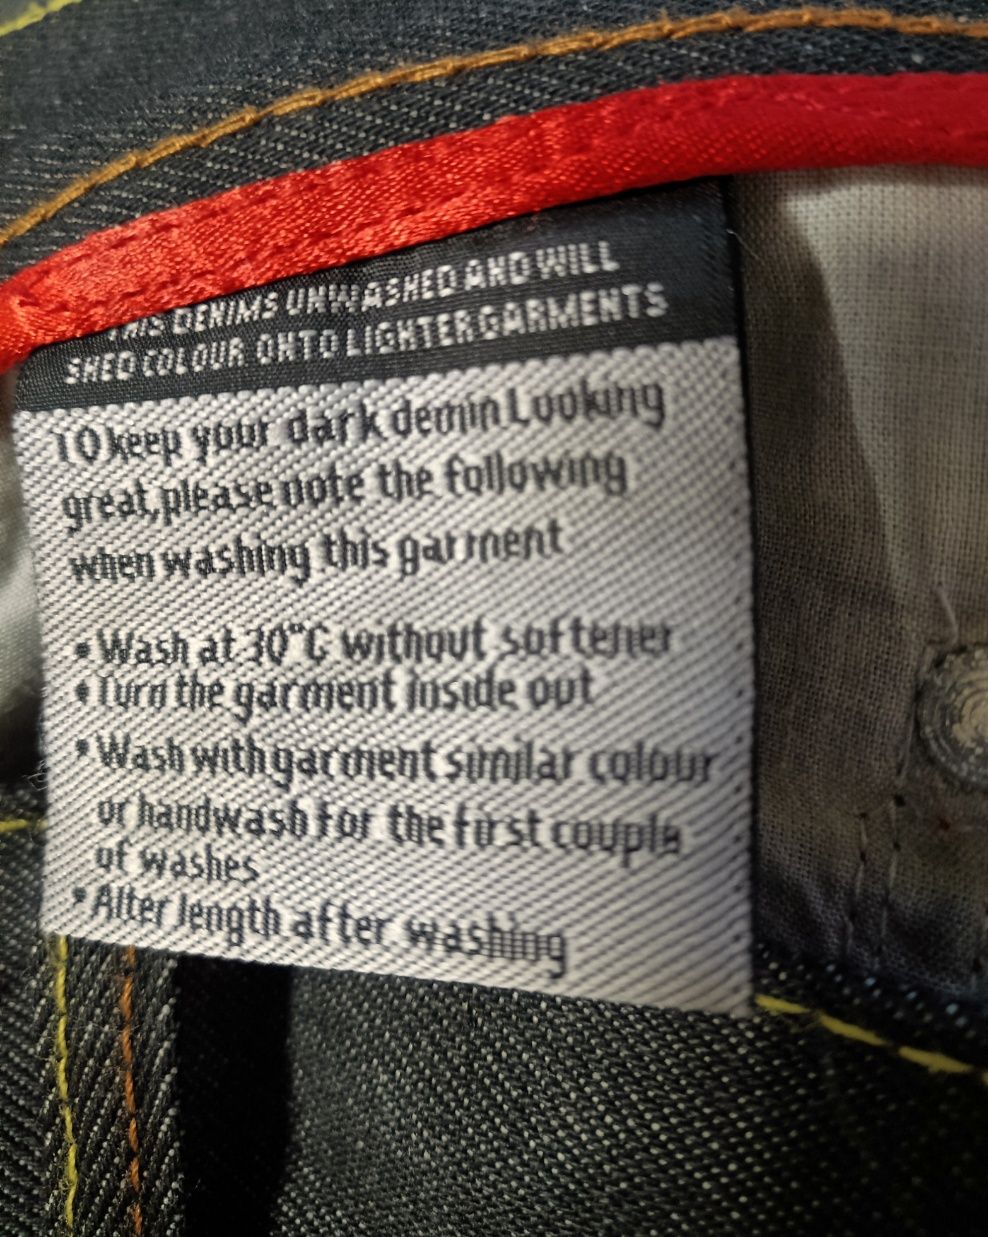 THIS DENIMS UNWASHED AND WILL
SHED COLOUR ONTO LIGHTER GARMENTS
TO keep your dark demin Looking
great,please note the following
when washing this garment
• Wash at 30°C without softener
• Turn the garment inside out
• Wash with garment similar colour
or handwash for the first couple
of washes
• Alter length after washing